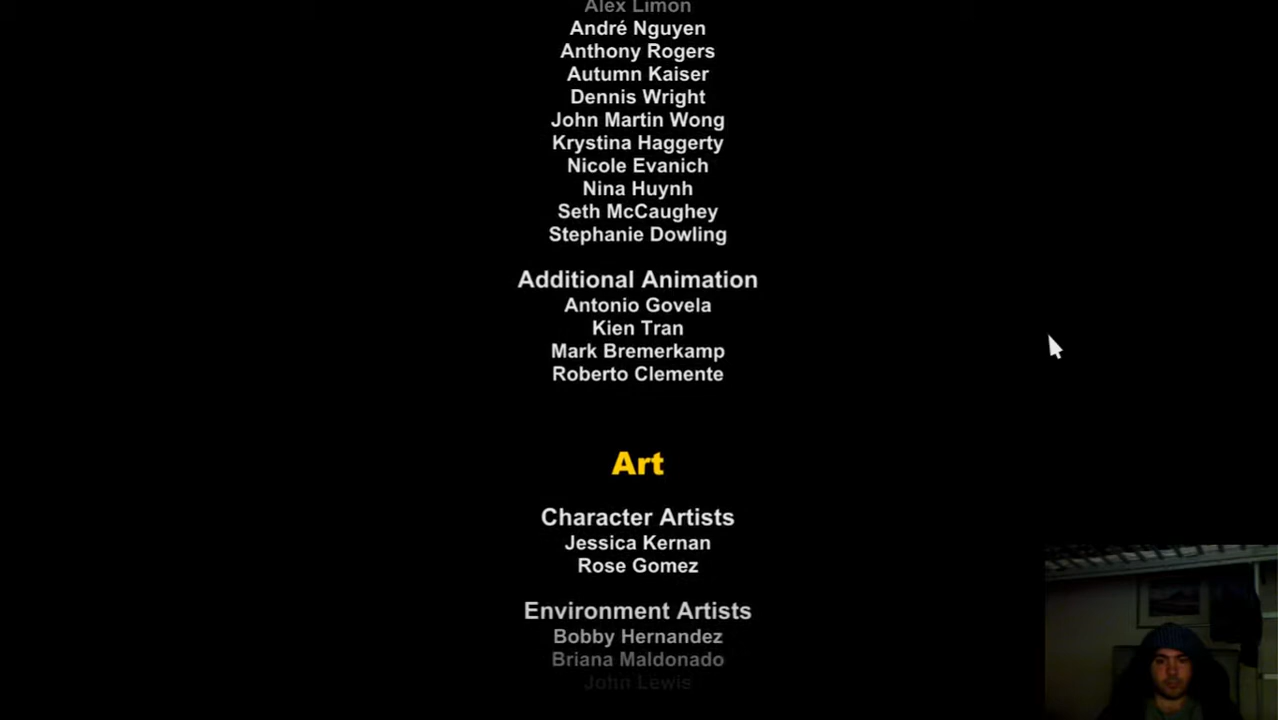 Alex Limon
André Nguyen
Anthony Rogers
Autumn Kaiser
Dennis Wright
John Martin Wong
Krystina Haggerty
Nicole Evanich
Nina Huynh
Seth McCaughey
Stephanie Dowling
Additional Animation
Antonio Govela
Kien Tran
Mark Bremerkamp
Roberto Clemente
Art
Character Artists
Jessica Kernan
Rose Gomez
Environment Artists
Bobby Hernandez
Briana Maldonado
John Lewis